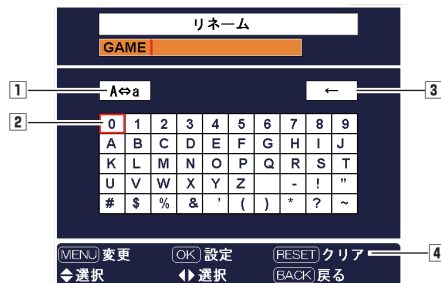 リネーム
GAME
1 A⇔a ← 3
2 0 1 2 3 4 5 6 7 8 9
A B C D E F G H I J
K L M N O P Q R S T
U V W X Y Z - ! ”
# $ % & ’ ( ) * ? ~
MENU 変更 OK 設定 RESET クリア 4
選択 選択 BACK 戻る